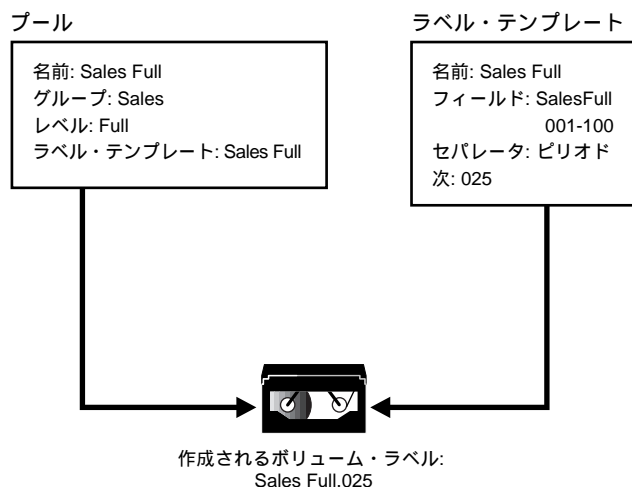 プール
名前: Sales Full
グループ: Sales
レベル: Full
ラベル・テンプレート: Sales Full
ラベル・テンプレート
名前: Sales Full
フィールド: SalesFull
001-100
セパレータ: ピリオド
次: 025
作成されるボリューム・ラベル:
Sales Full.025